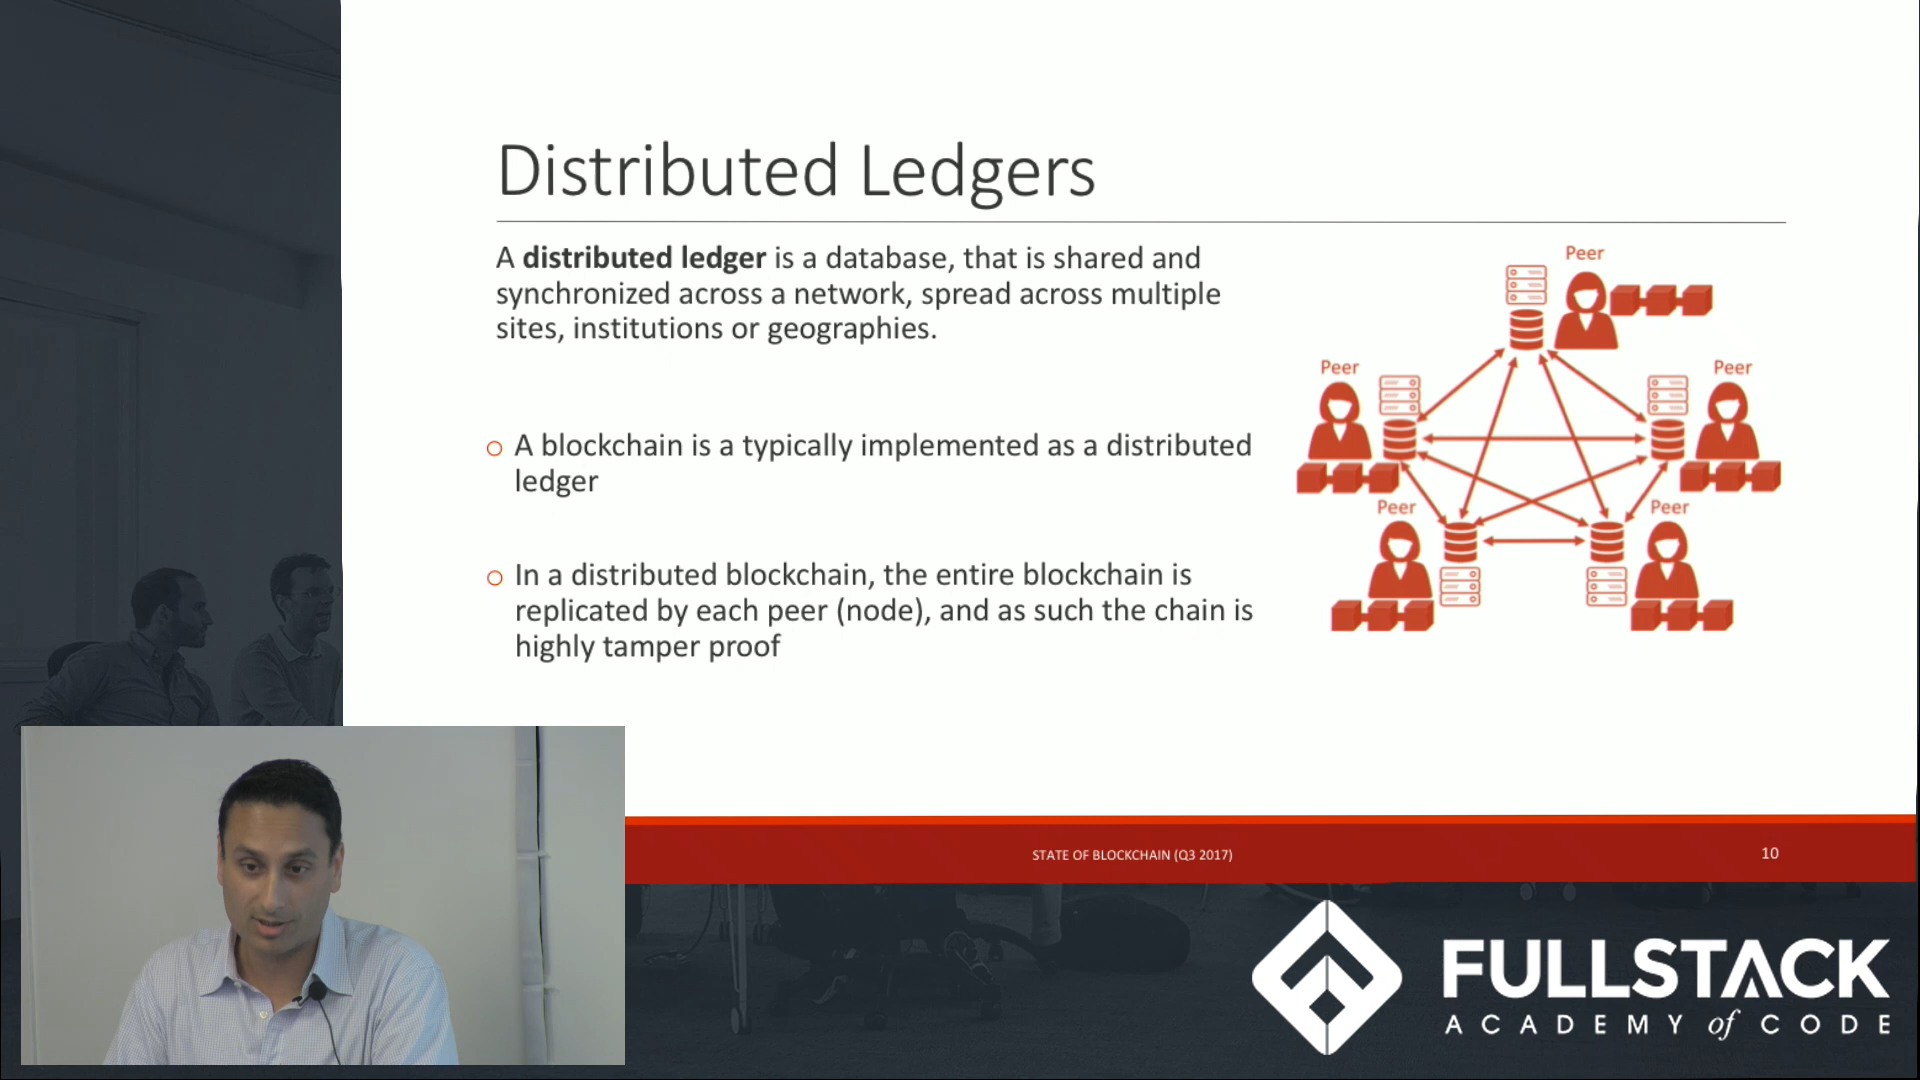 Distributed Ledgers
A distributed ledger is a database, that is shared and
synchronized across a network, spread across multiple
sites, institutions or geographies.
A blockchain is a typically implemented as a distributed
ledger
In a distributed blockchain, the entire blockchain is
replicated by each peer (node), and as such the chain is
highly tamper proof
Peer
Peer
Peer
Peer
Peer
STATE OF BLOCKCHAIN (Q3 2017)
10
FULLSTACK
ACADEMY of CODE